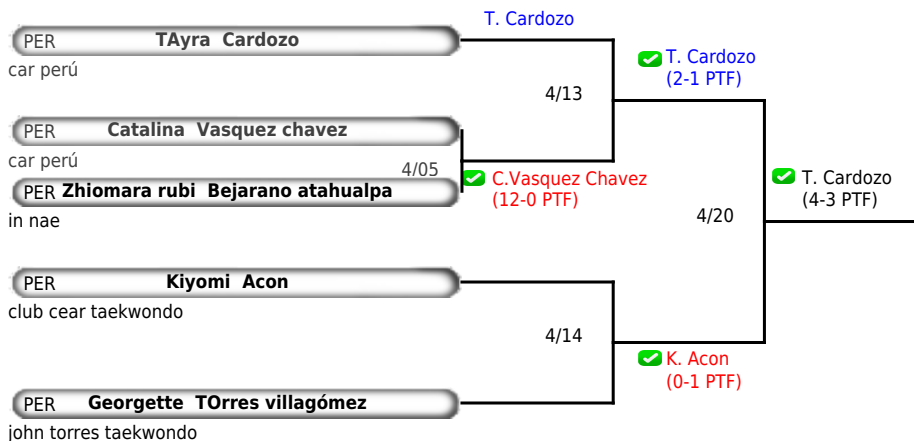 T. Cardozo
PER TAyra Cardozo
car perú
T. Cardozo
(2-1 PTF)
4/13
PER Catalina Vasquez chavez
car perú
4/05
C.Vasquez Chavez
(12-0 PTF)
PER Zhiomara rubi Bejarano atahualpa
in nae
T. Cardozo
(4-3 PTF)
4/20
PER Kiyomi Acon
club cear taekwondo
4/14
K. Acon
(0-1 PTF)
PER Georgette TOrres villagómez
john torres taekwondo